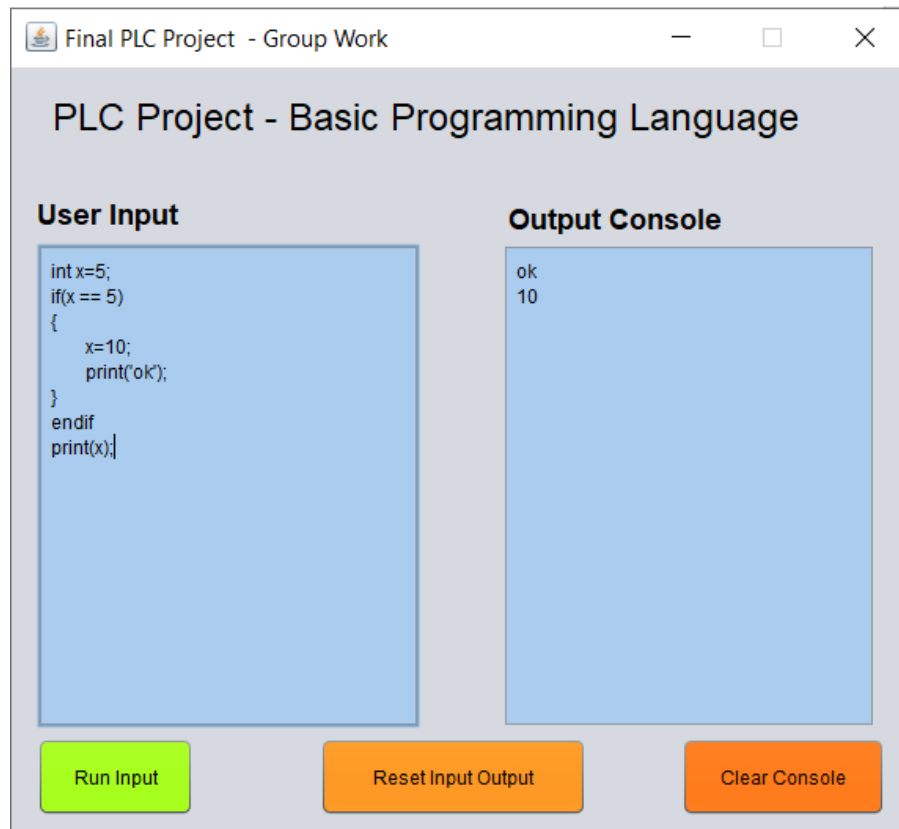 Final PLC Project - Group Work
PLC Project - Basic Programming Language
User Input
int x=5;
if(x == 5)
{
x=10;
print('ok');
}
endif
print(x);
Output Console
ok
10
Run Input
Reset Input Output
Clear Console